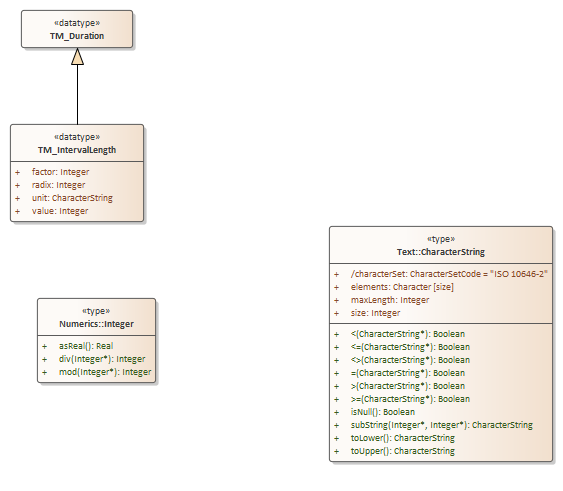 «datatype»
TM_Duration
«datatype»
TM_IntervalLength
+ factor: Integer
+ radix: Integer
+ unit: CharacterString
+ value: Integer
«type»
Text::CharacterString
+ /characterSet: CharacterSetCode = "ISO 10646-2"
+ elements: Character [size]
+ maxLength: Integer
+ size: Integer
+ <(CharacterString*): Boolean
+ <=(CharacterString*): Boolean
+ <>(CharacterString*): Boolean
+ =(CharacterString*): Boolean
+ >(CharacterString*): Boolean
+ >=(CharacterString*): Boolean
+ isNull(): Boolean
+ subString(Integer*, Integer*): CharacterString
+ toLower(): CharacterString
+ toUpper(): CharacterString
«type»
Numerics::Integer
+ asReal(): Real
+ div(Integer*): Integer
+ mod(Integer*): Integer